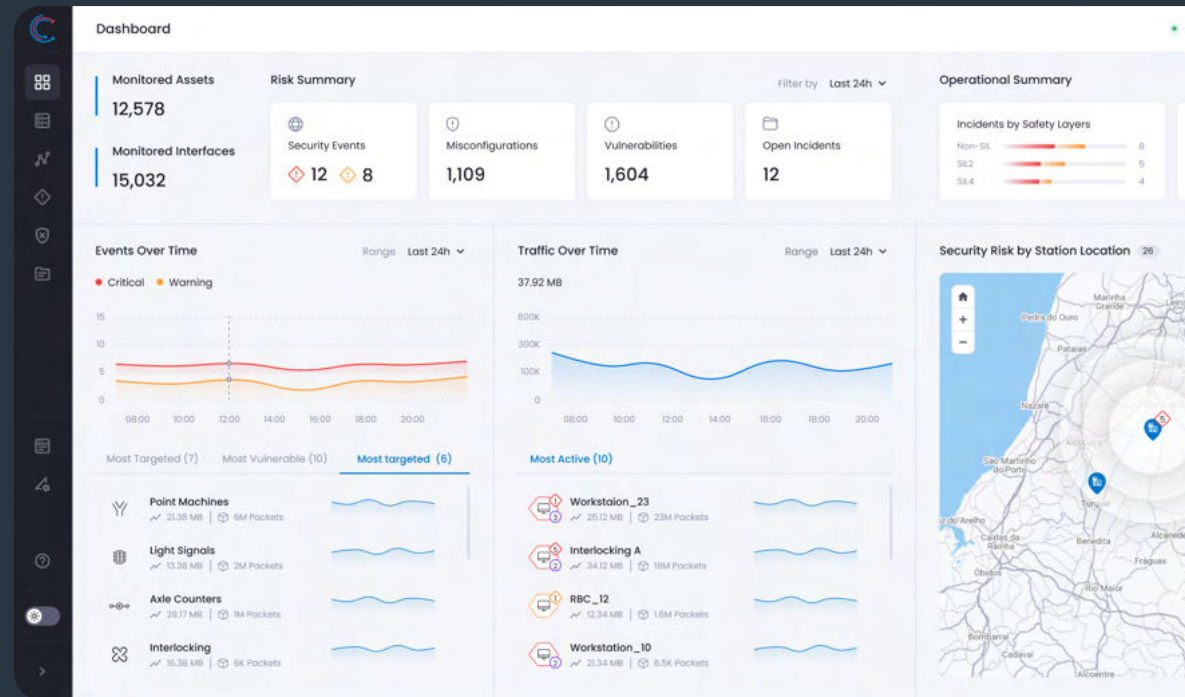 Dashboard
Monitored Assets
12,578
Monitored Interfaces
15,032
Risk Summary
Filter by Last 24h
Security Events
12 8
Misconfigurations
1,109
Vulnerabilities
1,604
Open Incidents
12
Operational Summary
Incidents by Safety Layers
Non-SIL 8
SIL2 5
SIL4 4
Events Over Time
Range Last 24h
Critical Warning
15
10
5
0
08:00 10:00 12:00 14:00 16:00 18:00 20:00
Most Targeted (7) Most Vulnerable (10) Most targeted (6)
Point Machines
21.38 MB | 6M Packets
Light Signals
13.38 MB | 2M Packets
Axle Counters
28.17 MB | 1M Packets
Interlocking
16.38 MB | 6K Packets
Traffic Over Time
Range Last 24h
37.92 MB
800K
300K
100K
0
08:00 10:00 12:00 14:00 16:00 18:00 20:00
Most Active (10)
1
Workstaion_23
2
25.12 MB | 23M Packets
5
Interlocking A
2
34.12 MB | 18M Packets
1
RBC_12
12.34 MB | 1.6M Packets
Workstation_10
2
21.34 MB | 6.5K Packets
Security Risk by Station Location 26
+
−
Marinha
Grande
Pedra do Ouro
Pataias
Nazaré
5
São Martinho
do Porto
Turquel
Caldas da
Rainha
Benedita
Óbidos
Fráguas
Rio Maior
Bombarral
Cadaval
Alcoentre